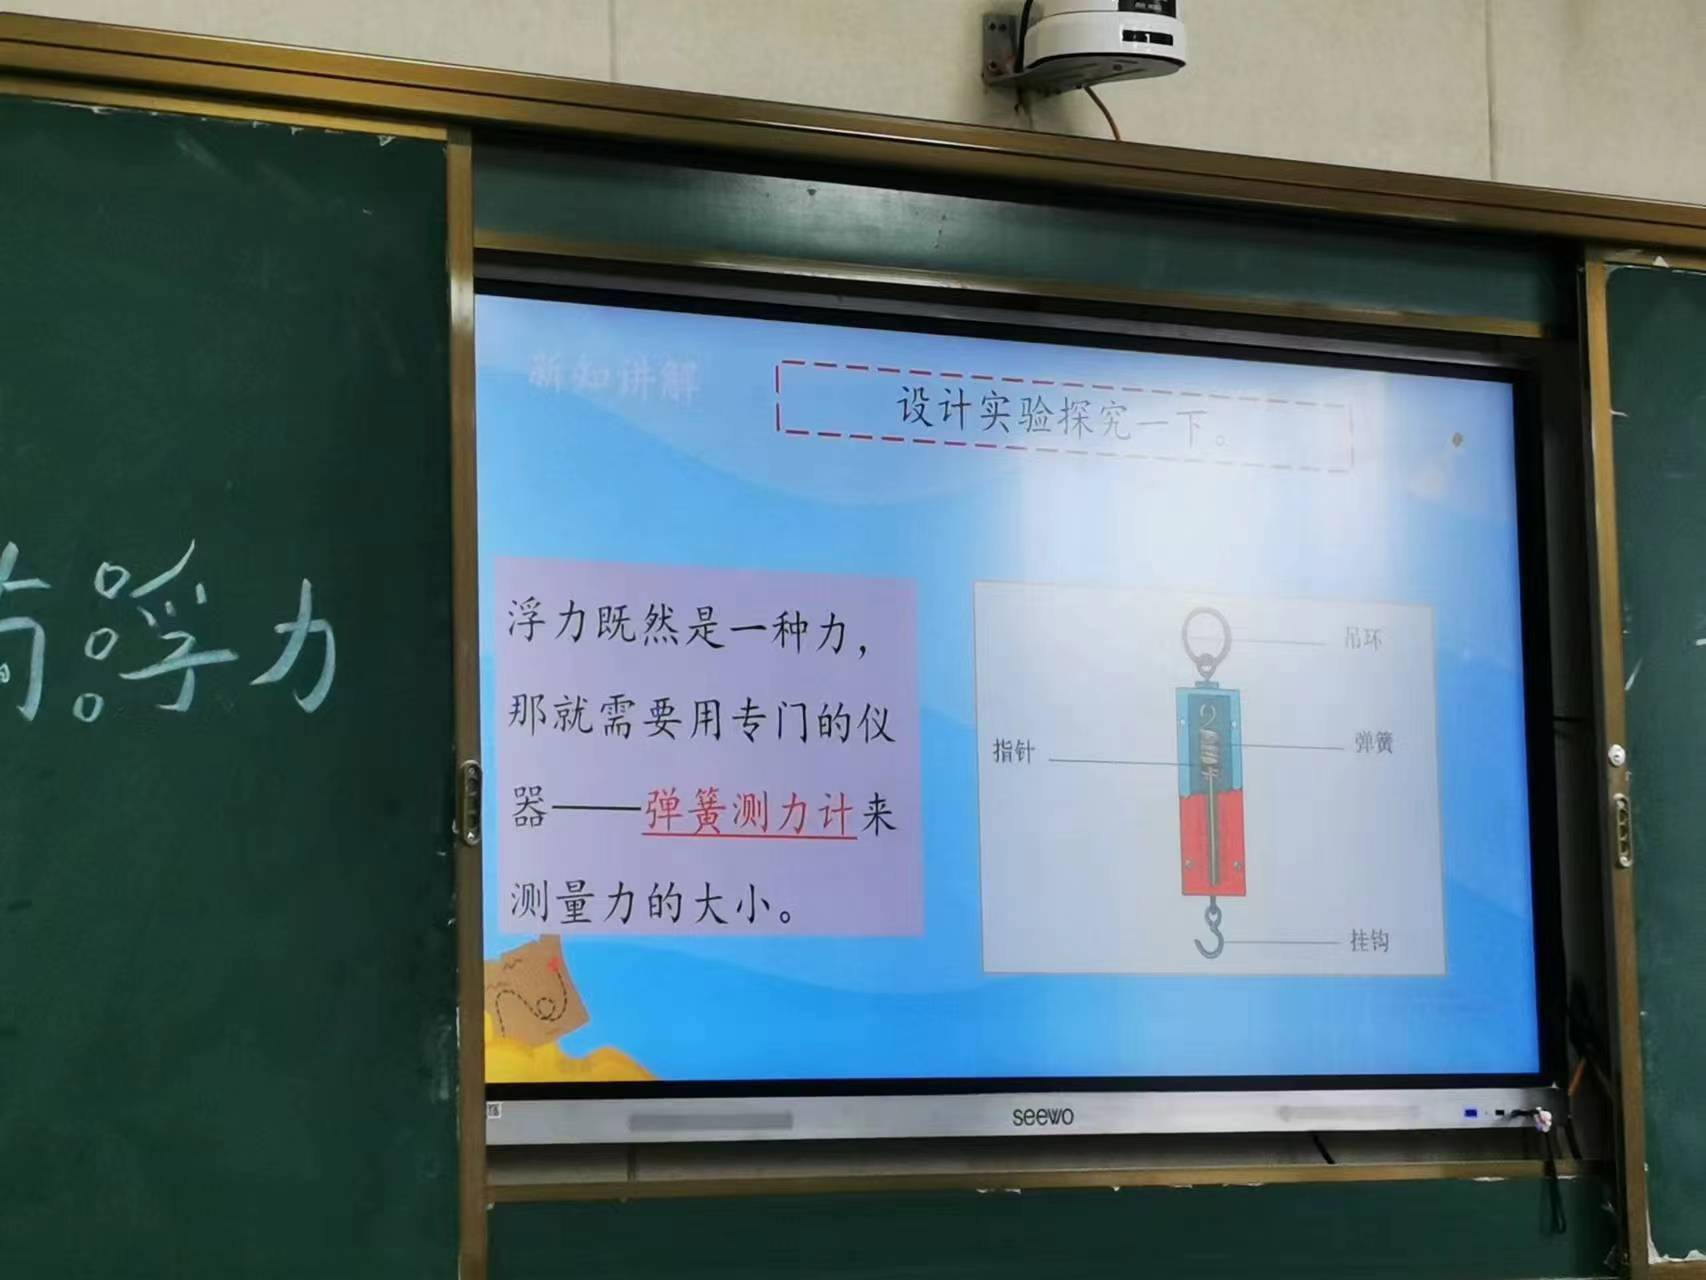 浮力
新知讲解
设计实验探究一下。
浮力既然是一种力，
那就需要用专门的仪
器——弹簧测力计来
测量力的大小。
吊环
指针
弹簧
挂钩
seewo